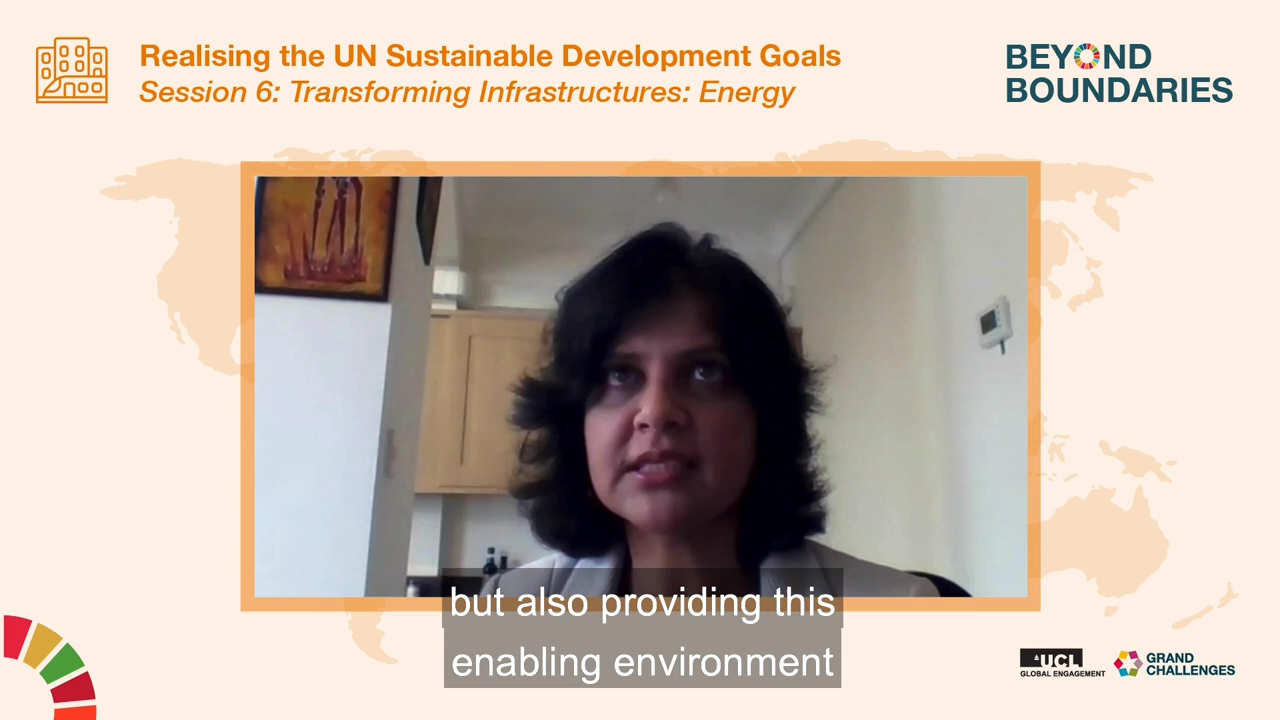 Realising the UN Sustainable Development Goals
Session 6: Transforming Infrastructures: Energy
BEYOND
BOUNDARIES
but also providing this
enabling environment
UCL
GLOBAL ENGAGEMENT
GRAND
CHALLENGES